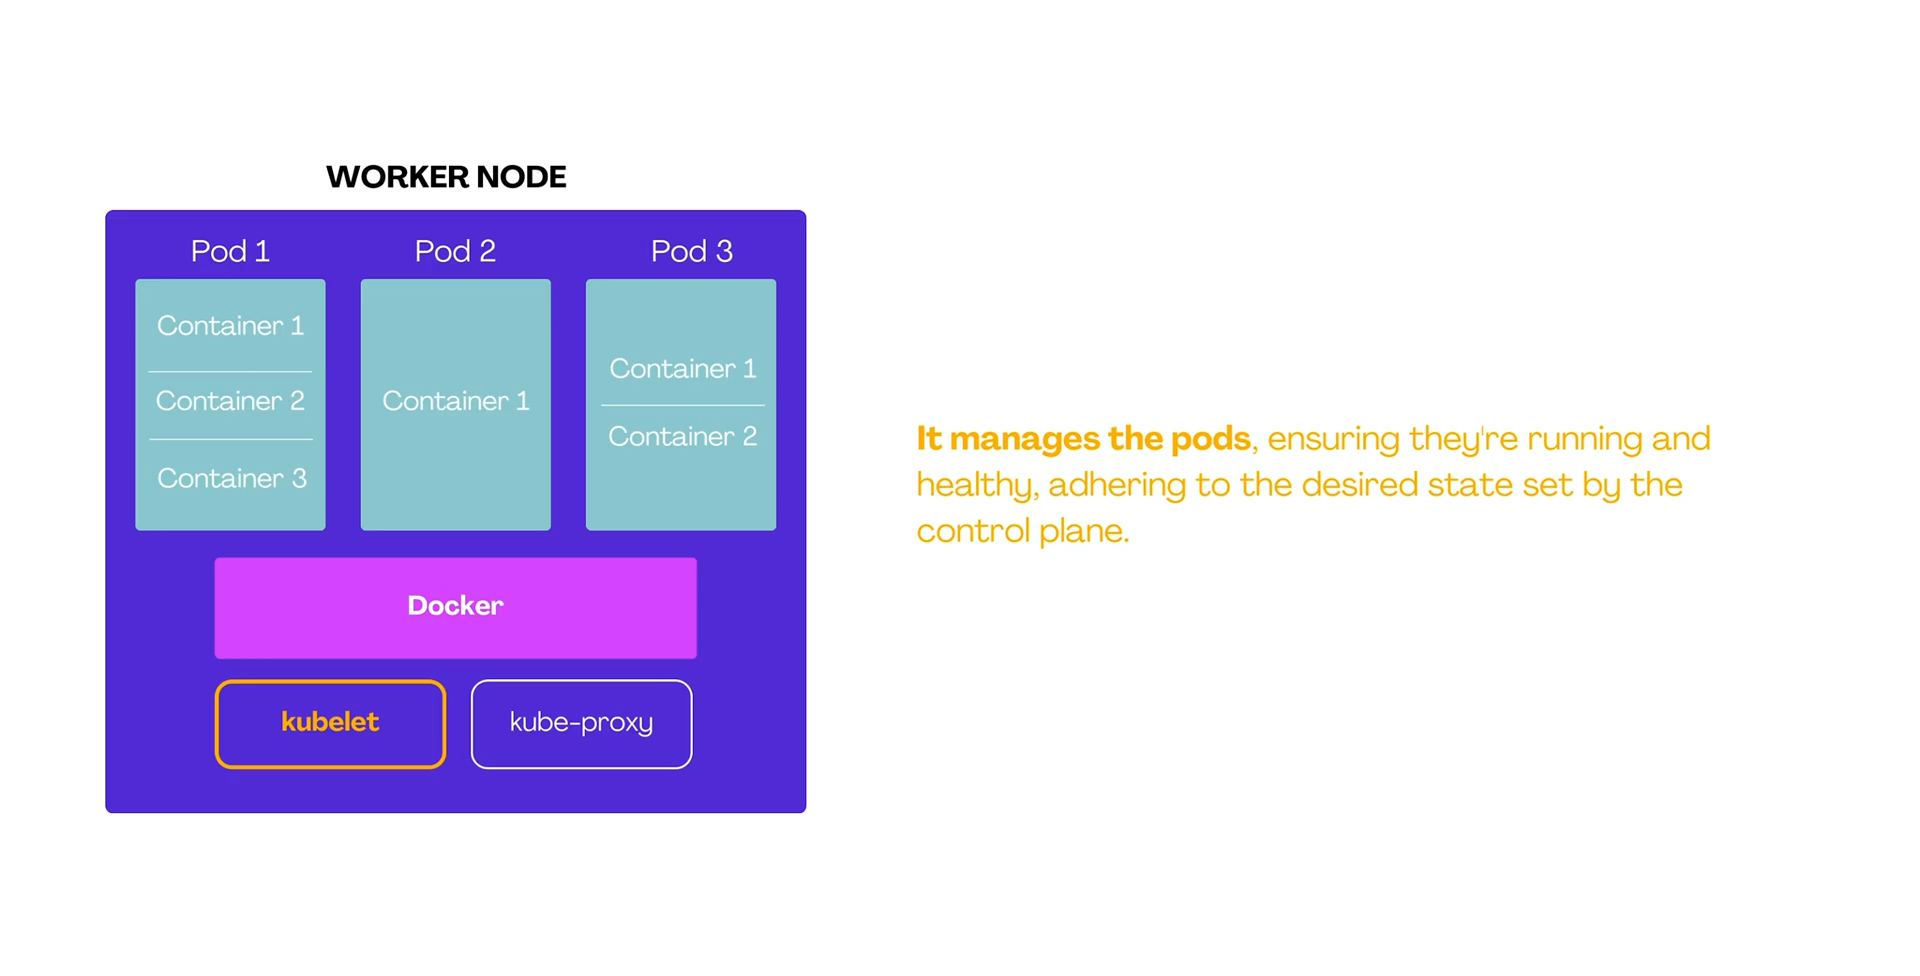 WORKER NODE
Pod 1
Pod 2
Pod 3
Container 1
Container 2
Container 3
Container 1
Container 1
Container 2
Docker
kubelet
kube-proxy
It manages the pods, ensuring they're running and
healthy, adhering to the desired state set by the
control plane.